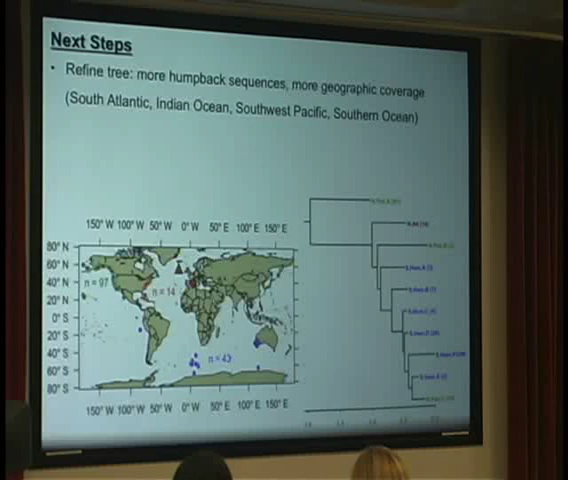 Next Steps
• Refine tree: more humpback sequences, more geographic coverage
(South Atlantic, Indian Ocean, Southwest Pacific, Southern Ocean)
150° W 100° W 50° W 0° W 50° E 100° E 150° E
80° N
60° N
40° N
20° N
0° S
20° S
40° S
60° S
80° S
n = 97
n = 14
n = 43
150° W 100° W 50° W 0° W 50° E 100° E 150° E